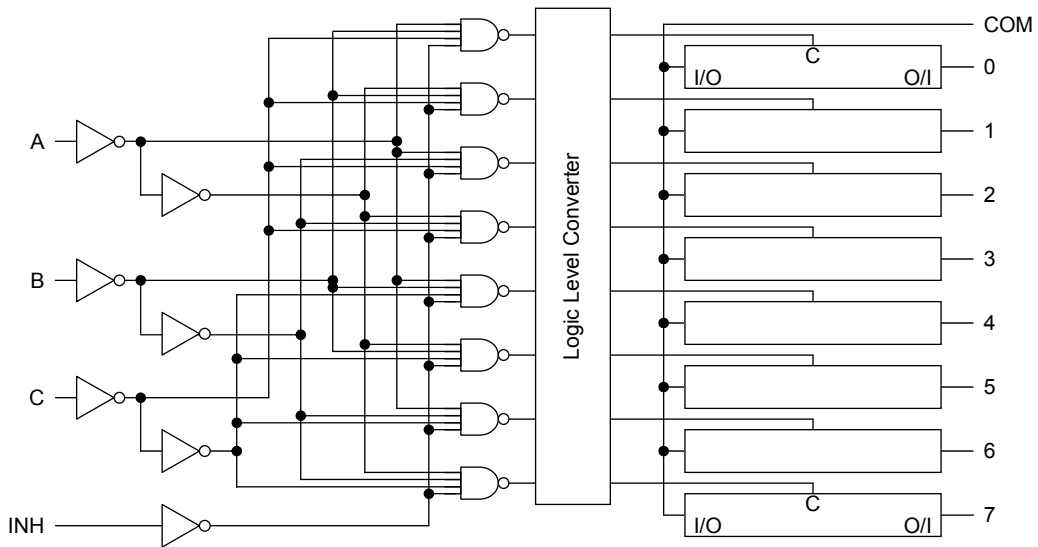 COM
C
I/O O/I
0
1
A
2
3
B
4
5
C
6
INH
C
I/O O/I
7
Logic Level Converter